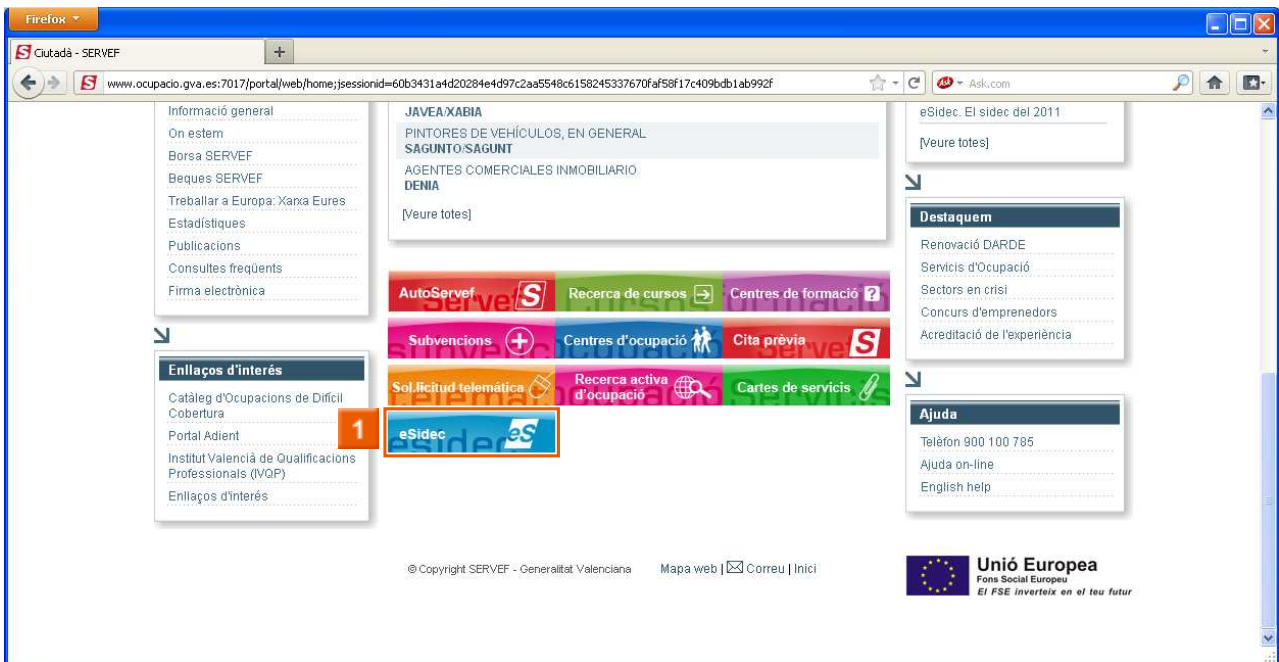 Firefox
Ciutadà - SERVEF
www.ocupacio.gva.es:7017/portal/web/home;jsessionid=60b3431a4d20284e4d97c2aa5548c6158245337670faf58f17c409bdb1ab992f
Ask.com
Informació general
On estem
Borsa SERVEF
Beques SERVEF
Treballar a Europa: Xarxa Eures
Estadístiques
Publicacions
Consultes freqüents
Firma electrònica
Enllaços d'interés
Catàleg d'Ocupacions de Difícil
Cobertura
Portal Adient
Institut Valencià de Qualificacions
Professionals (IVQP)
Enllaços d'interés
JAVEA/XABIA
PINTORES DE VEHÍCULOS, EN GENERAL
SAGUNTO/SAGUNT
AGENTES COMERCIALES INMOBILIARIO
DENIA
[Veure totes]
AutoServef
Recerca de cursos
Centres de formació
Subvencions
Centres d'ocupació
Cita prèvia
Sol.licitud telemática
Recerca activa
d'ocupació
Cartes de servicis
1
eSidec
eS
eSidec. El sidec del 2011
[Veure totes]
Destaquem
Renovació DARDE
Servicis d'Ocupació
Sectors en crisi
Concurs d'emprenedors
Acreditació de l'experiència
Ajuda
Telèfon 900 100 785
Ajuda on-line
English help
© Copyright SERVEF - Generalitat Valenciana
Mapa web | Correu | Inici
Unió Europea
Fons Social Europeu
El FSE inverteix en el teu futur